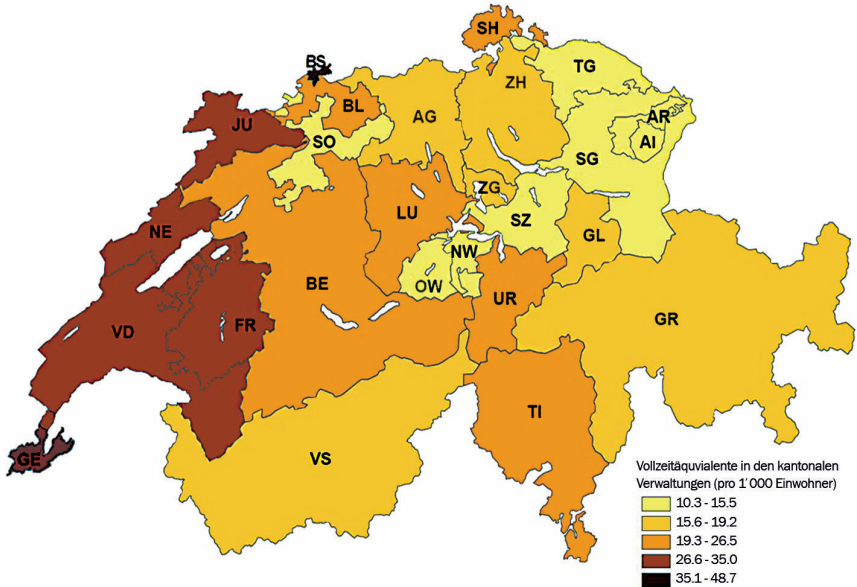 SH
BS
TG
ZH
BL
AG
AR
JU
SO
AI
SG
ZG
LU
SZ
NE
GL
NW
OW
BE
UR
VD
FR
GR
TI
GE
VS
Vollzeitäquvialente in den kantonalen
Verwaltungen (pro 1'000 Einwohner)
10.3 - 15.5
15.6 - 19.2
19.3 - 26.5
26.6 - 35.0
35.1 - 48.7